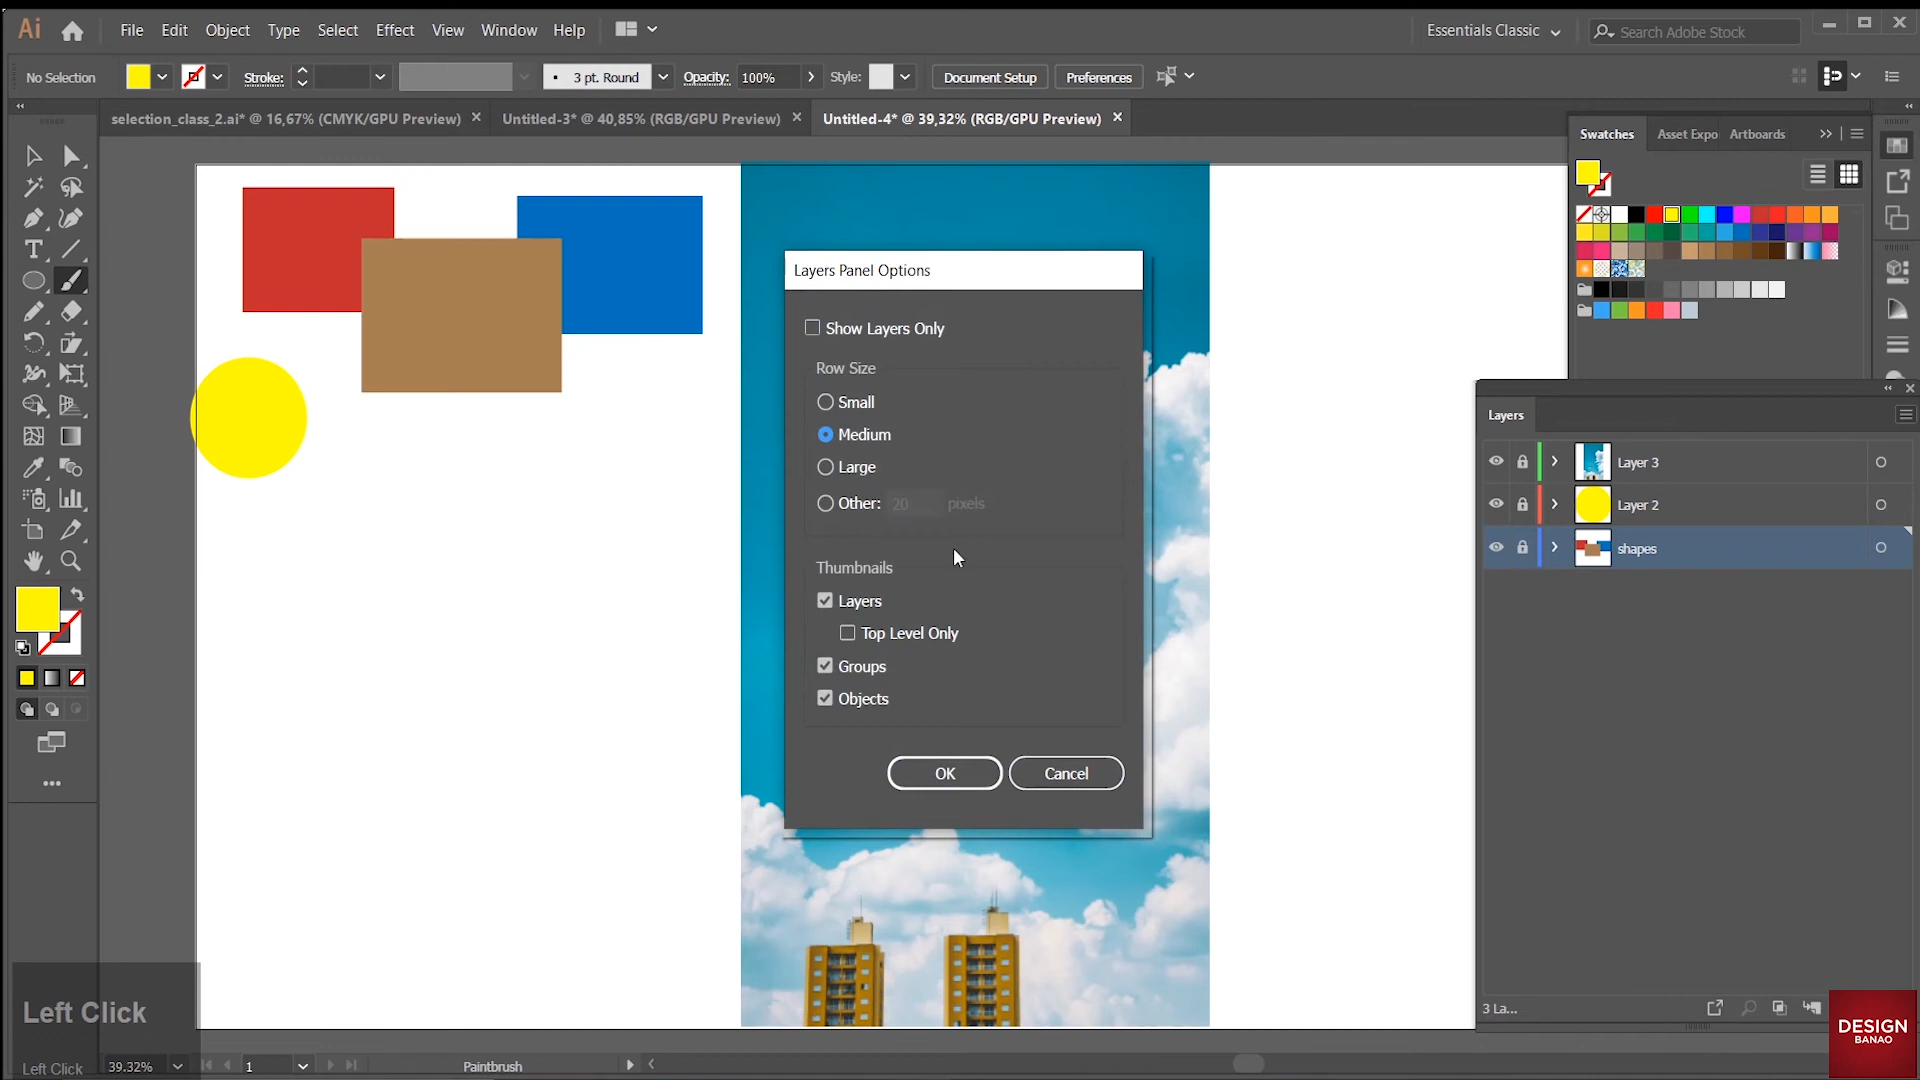 Ai File Edit Object Type Select Effect View Window Help Essentials Classic Search Adobe Stock
No Selection Stroke: 3 pt. Round Opacity: 100% Style: Document Setup Preferences
selection_class_2.ai* @ 16,67% (CMYK/GPU Preview) Untitled-3* @ 40,85% (RGB/GPU Preview) Untitled-4* @ 39,32% (RGB/GPU Preview)
Swatches Asset Expo Artboards
Layers Panel Options
Show Layers Only
Row Size
Small
Medium
Large
Other: 20 pixels
Thumbnails
Layers
Top Level Only
Groups
Objects
OK Cancel
Layers
Layer 3
Layer 2
shapes
3 La...
Left Click
Left Click
39.32% 1 Paintbrush
DESIGN
BANAO